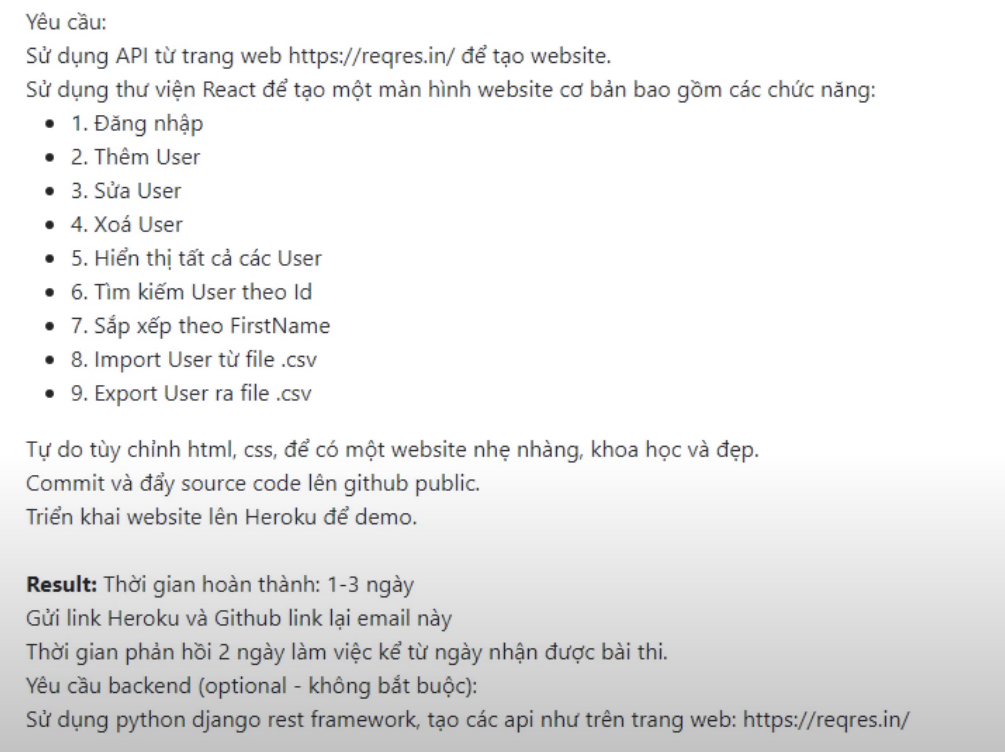 Yêu cầu:
Sử dụng API từ trang web https://reqres.in/ để tạo website.
Sử dụng thư viện React để tạo một màn hình website cơ bản bao gồm các chức năng:
• 1. Đăng nhập
• 2. Thêm User
• 3. Sửa User
• 4. Xoá User
• 5. Hiển thị tất cả các User
• 6. Tìm kiếm User theo Id
• 7. Sắp xếp theo FirstName
• 8. Import User từ file .csv
• 9. Export User ra file .csv
Tự do tùy chỉnh html, css, để có một website nhẹ nhàng, khoa học và đẹp.
Commit và đẩy source code lên github public.
Triển khai website lên Heroku để demo.
Result: Thời gian hoàn thành: 1-3 ngày
Gửi link Heroku và Github link lại email này
Thời gian phản hồi 2 ngày làm việc kể từ ngày nhận được bài thi.
Yêu cầu backend (optional - không bắt buộc):
Sử dụng python django rest framework, tạo các api như trên trang web: https://reqres.in/